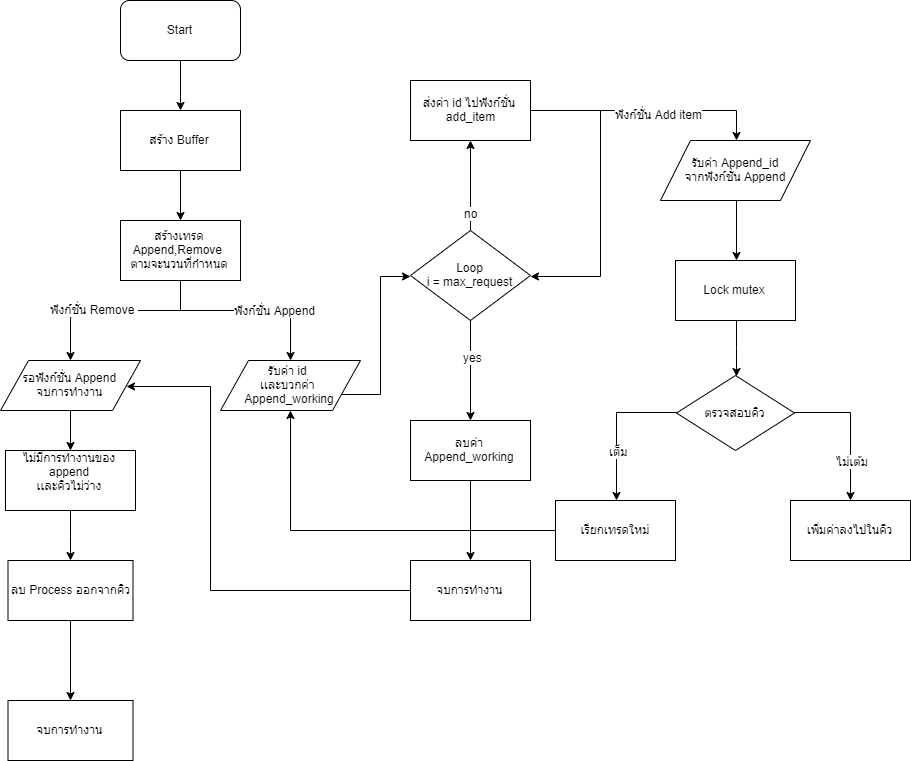 Start
สร้าง Buffer
สร้างเทรด
Append,Remove
ตามจะนวนที่กำหนด
ฟังก์ชั่น Remove
ฟังก์ชั่น Append
รอฟังก์ชั่น Append
จบการทำงาน
ไม่มีการทำงานของ
append
และคิวไม่ว่าง
ลบ Process ออกจากคิว
จบการทำงาน
รับค่า id
และบวกค่า
Append_working
ส่งค่า id ไปฟังก์ชั่น
add_item
no
Loop
i = max_request
yes
ลบค่า
Append_working
จบการทำงาน
ฟังก์ชั่น Add item
รับค่า Append_id
จากฟังก์ชั่น Append
Lock mutex
ตรวจสอบคิว
เต็ม
ไม่เต้ม
เรียกเทรดใหม่
เพิ่มค่าลงไปในคิว